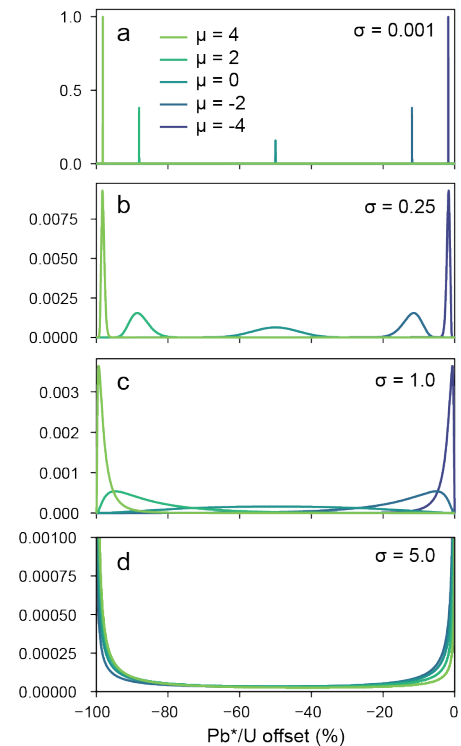 a
σ = 0.001
μ = 4
μ = 2
μ = 0
μ = -2
μ = -4
1.0
0.5
0.0
b
σ = 0.25
0.0075
0.0050
0.0025
0.0000
c
σ = 1.0
0.003
0.002
0.001
0.000
d
σ = 5.0
0.00100
0.00075
0.00050
0.00025
0.00000
−100 −80 −60 −40 −20 0
Pb*/U offset (%)